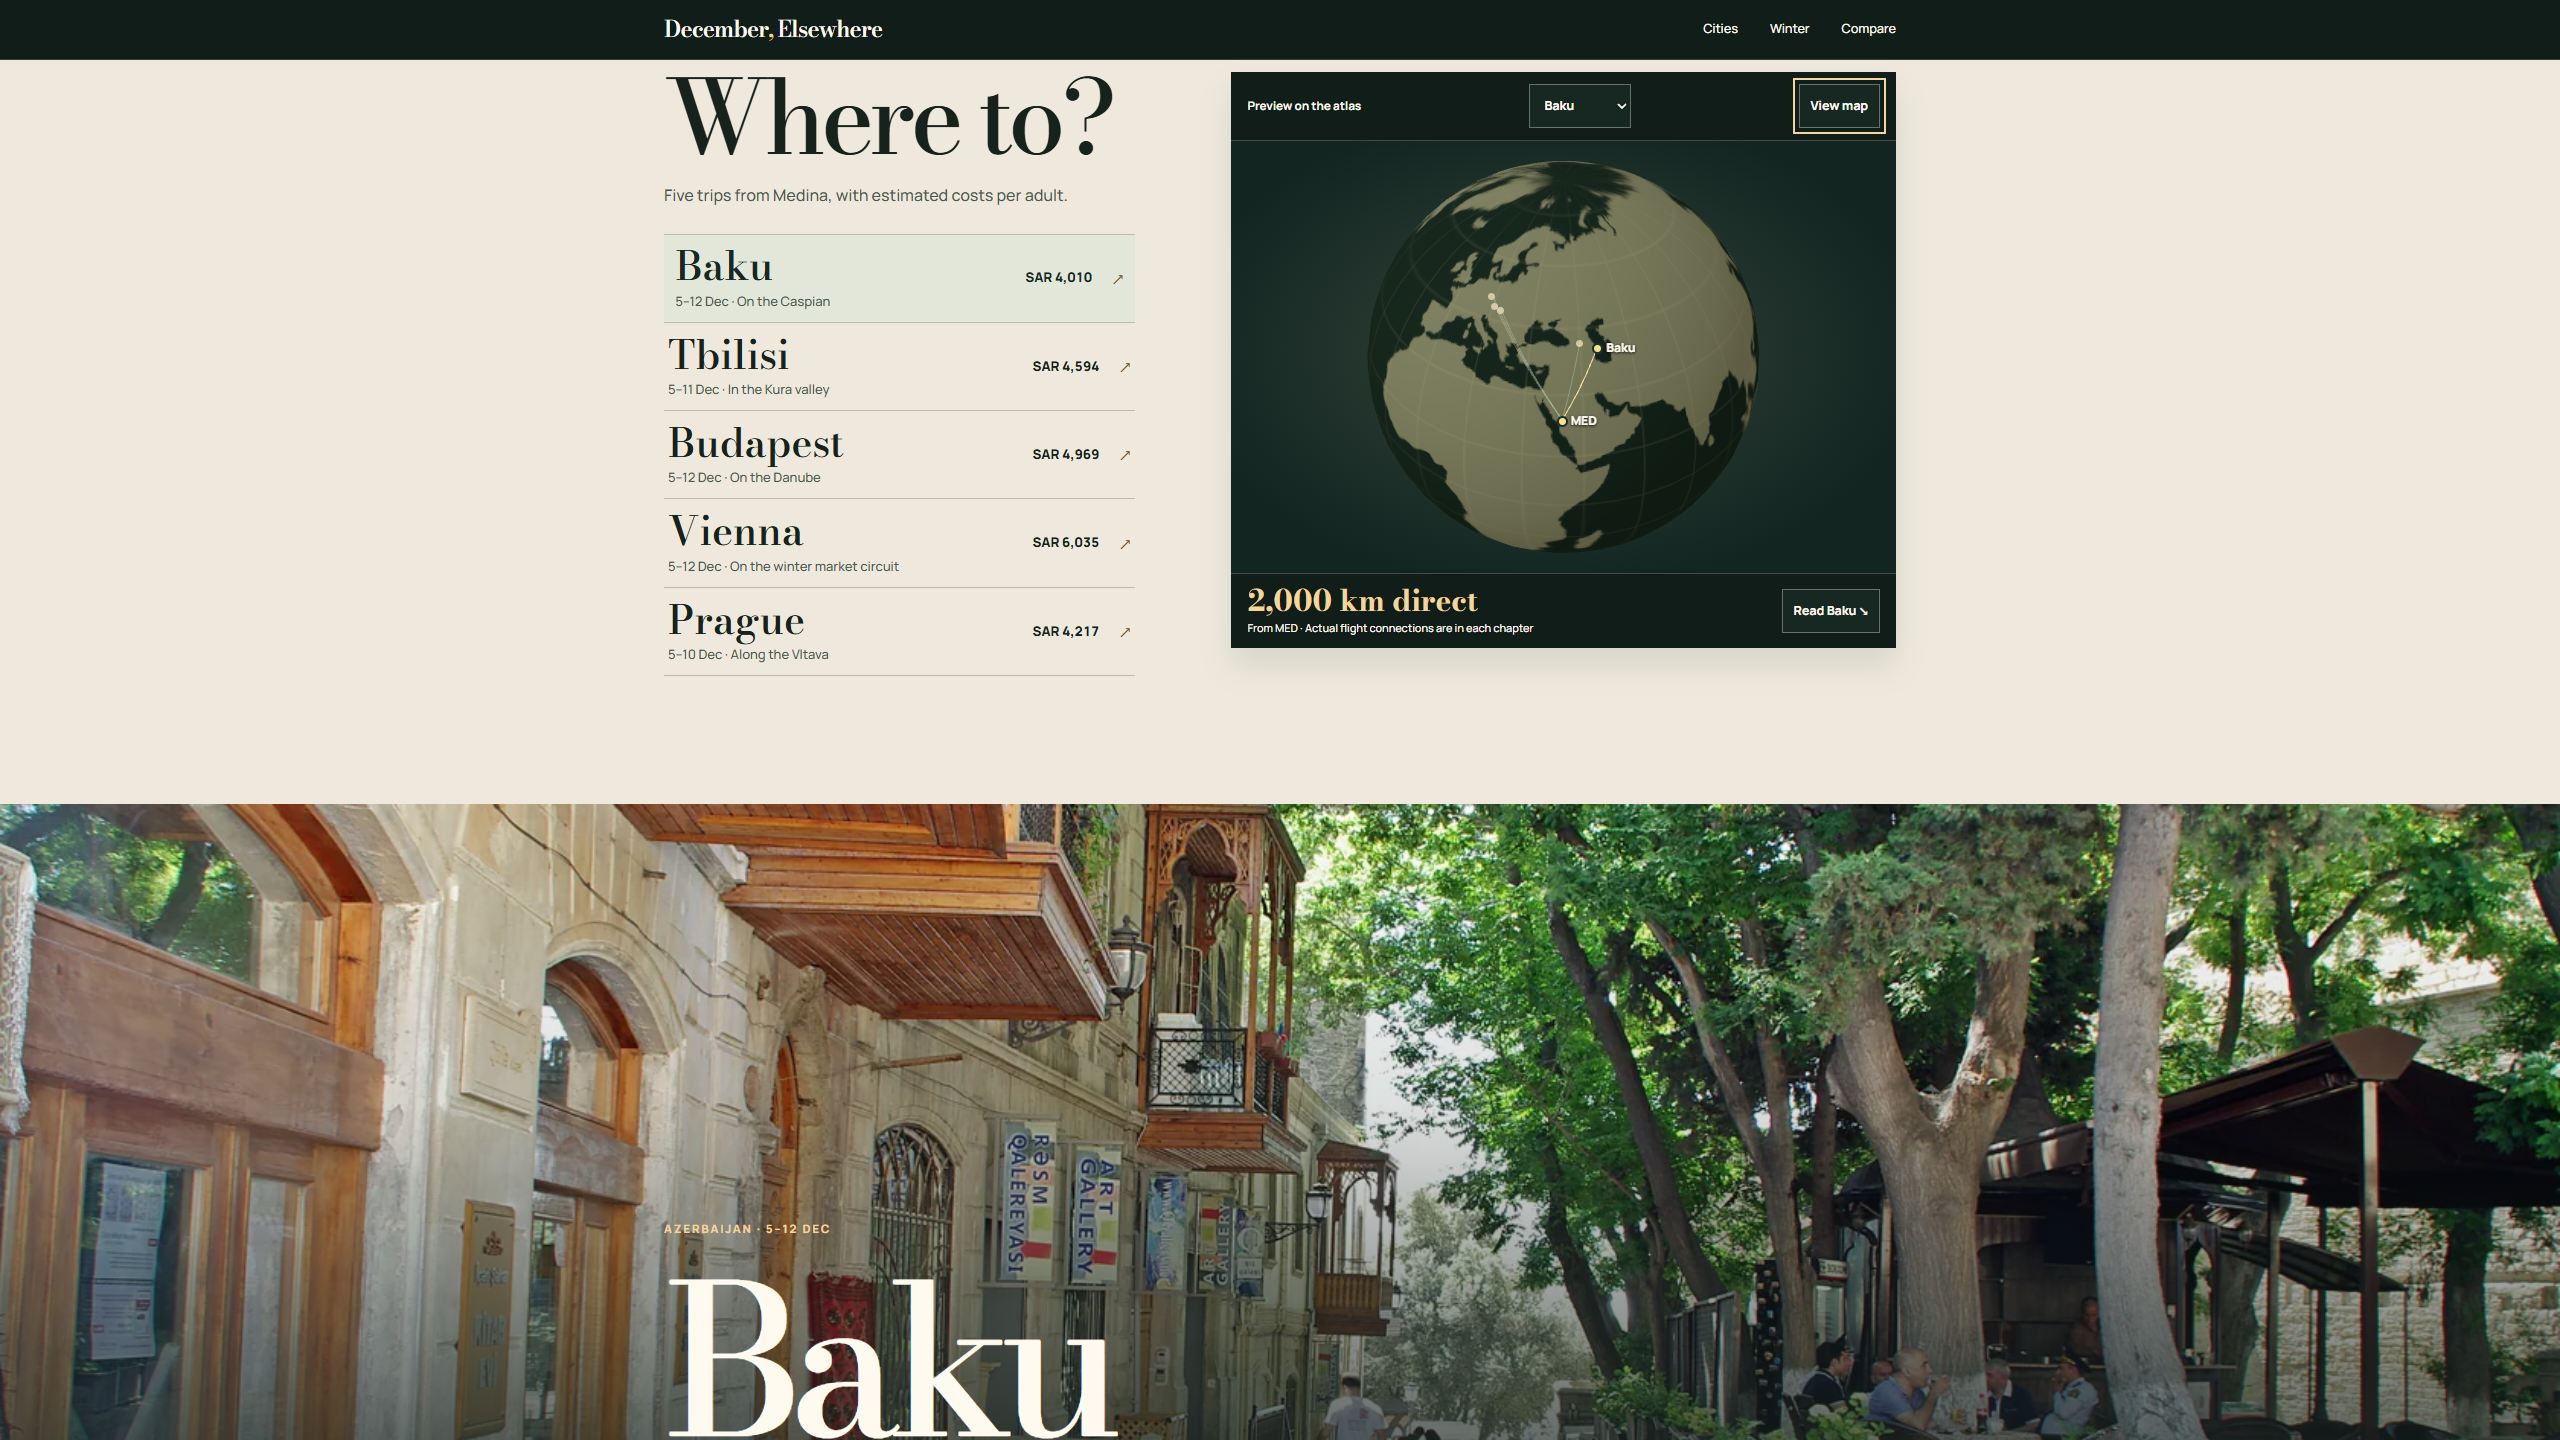 December, Elsewhere
Cities
Winter
Compare
Where to?
Five trips from Medina, with estimated costs per adult.
Baku
SAR 4,010 ↗
5–12 Dec · On the Caspian
Tbilisi
SAR 4,594 ↗
5–11 Dec · In the Kura valley
Budapest
SAR 4,969 ↗
5–12 Dec · On the Danube
Vienna
SAR 6,035 ↗
5–12 Dec · On the winter market circuit
Prague
SAR 4,217 ↗
5–10 Dec · Along the Vltava
Preview on the atlas
Baku
View map
Baku
MED
2,000 km direct
From MED · Actual flight connections are in each chapter
Read Baku ↘
RƏSM
QALEREYASI
ART
GALLERY
ART
GALLERY
AZERBAIJAN · 5–12 DEC
Baku